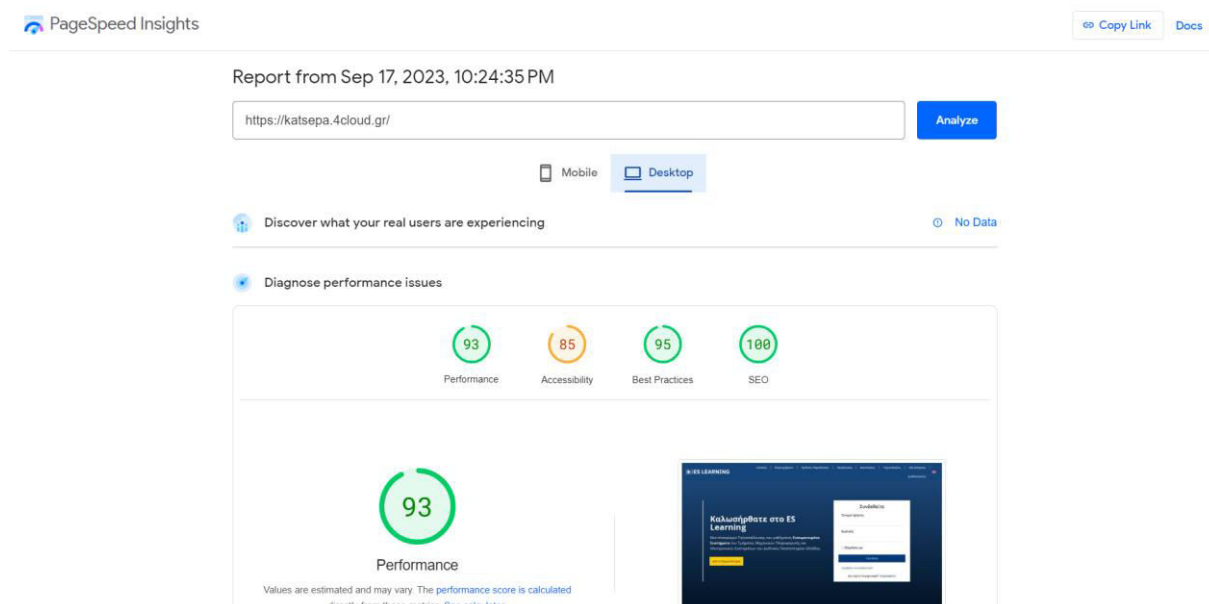 PageSpeed Insights
Copy Link
Docs
Report from Sep 17, 2023, 10:24:35 PM
https://katsepa.4cloud.gr/
Analyze
Mobile
Desktop
Discover what your real users are experiencing
No Data
Diagnose performance issues
93
85
95
100
Performance
Accessibility
Best Practices
SEO
93
Performance
Values are estimated and may vary. The performance score is calculated
ES LEARNING
Καλωσήρθατε στο ES
Learning
Συνδεθείτε